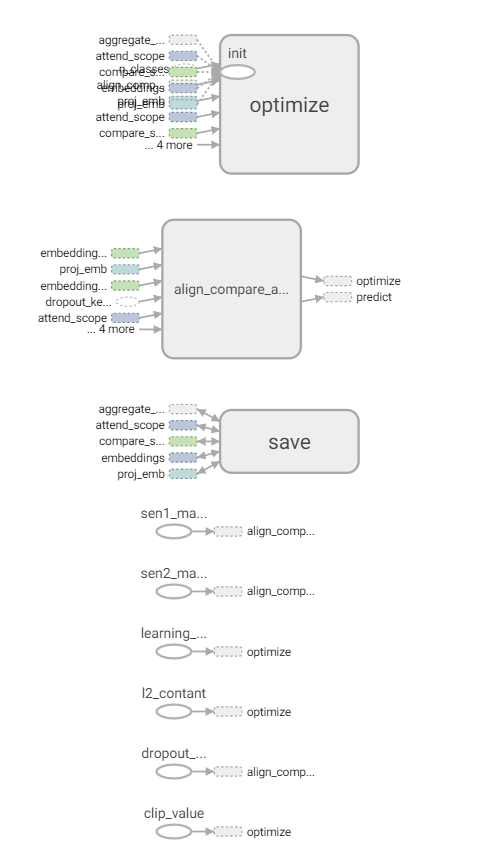 aggregate_...
attend_scope
compare_s...
n_classes
align_comp...
embeddings
proj_emb
proj_emb
attend_scope
compare_s...
... 4 more
init
optimize
embedding...
proj_emb
embedding...
dropout_ke...
attend_scope
... 4 more
align_compare_a...
optimize
predict
aggregate_...
attend_scope
compare_s...
embeddings
proj_emb
save
sen1_ma...
align_comp...
sen2_ma...
align_comp...
learning_...
optimize
l2_contant
optimize
dropout_...
align_comp...
clip_value
optimize